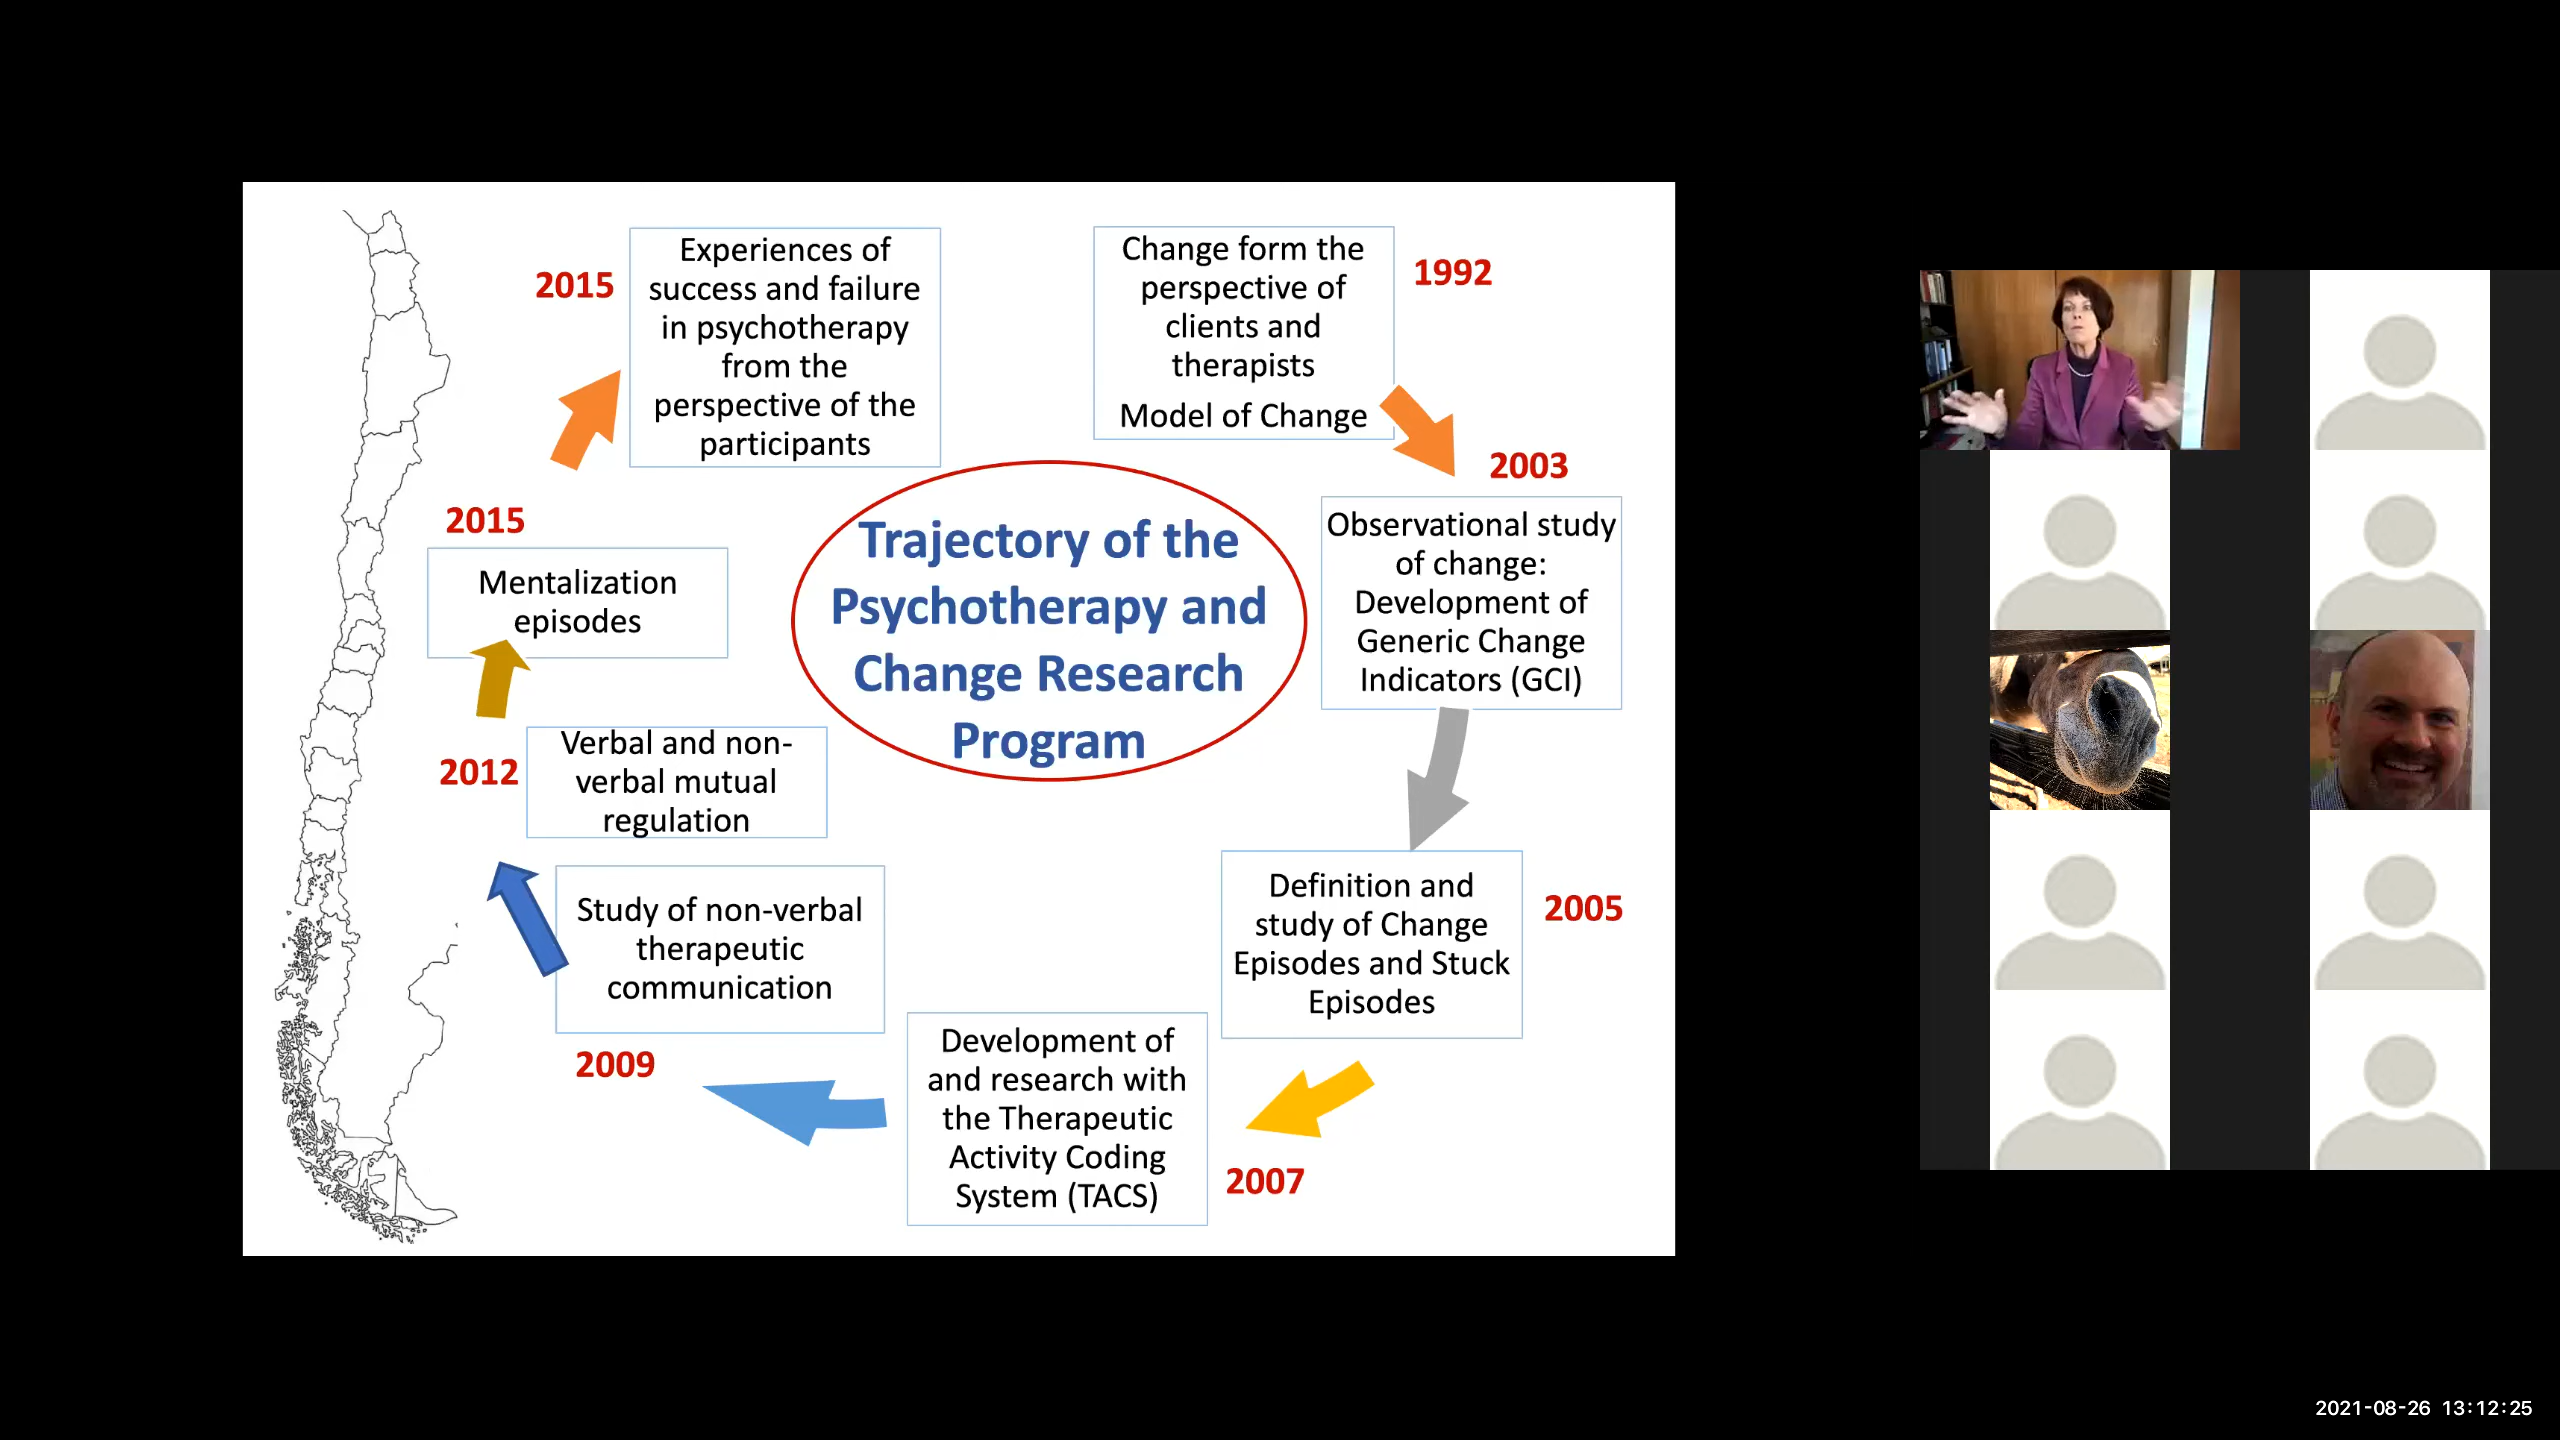 2015
Experiences of
success and failure
in psychotherapy
from the
perspective of the
participants
Change form the
perspective of
clients and
therapists
Model of Change
1992
2003
Observational study
of change:
Development of
Generic Change
Indicators (GCI)
Trajectory of the
Psychotherapy and
Change Research
Program
2015
Mentalization
episodes
2012
Verbal and non-
verbal mutual
regulation
Study of non-verbal
therapeutic
communication
2009
Definition and
study of Change
Episodes and Stuck
Episodes
2005
Development of
and research with
the Therapeutic
Activity Coding
System (TACS)
2007
2021-08-26 13:12:25